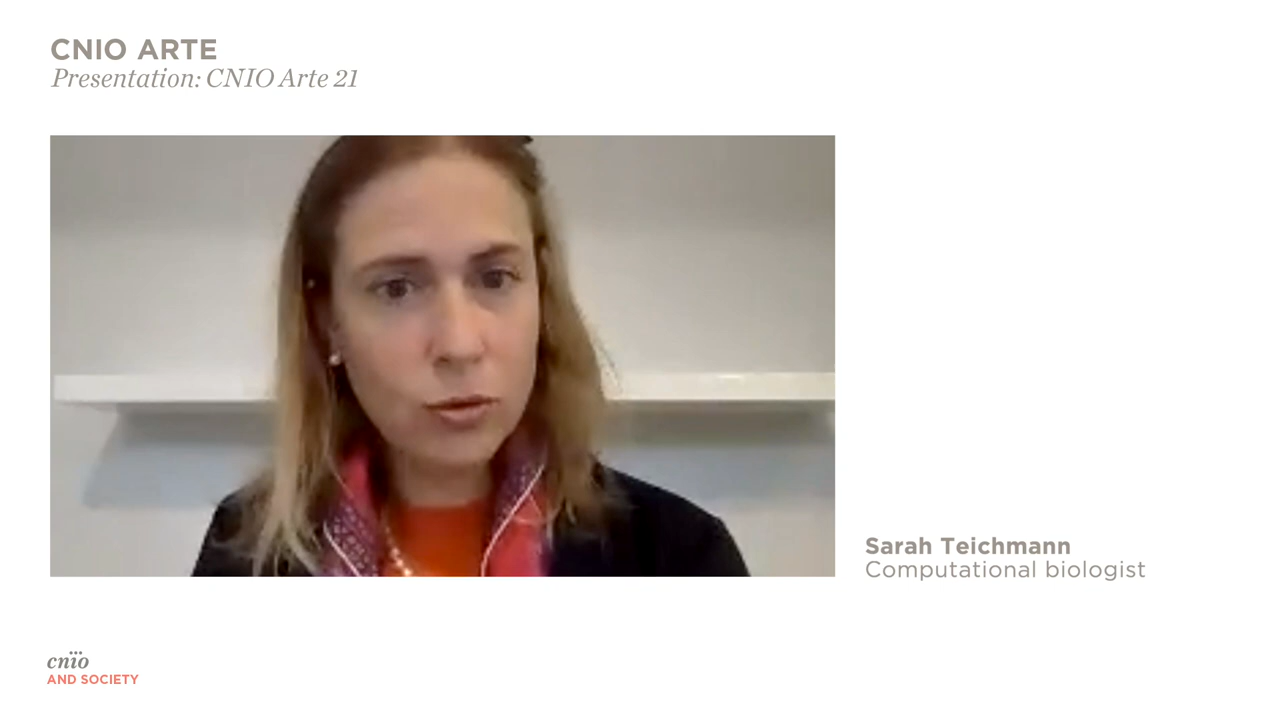 CNIO ARTE
Presentation: CNIO Arte 21
Sarah Teichmann
Computational biologist
cnio
AND SOCIETY